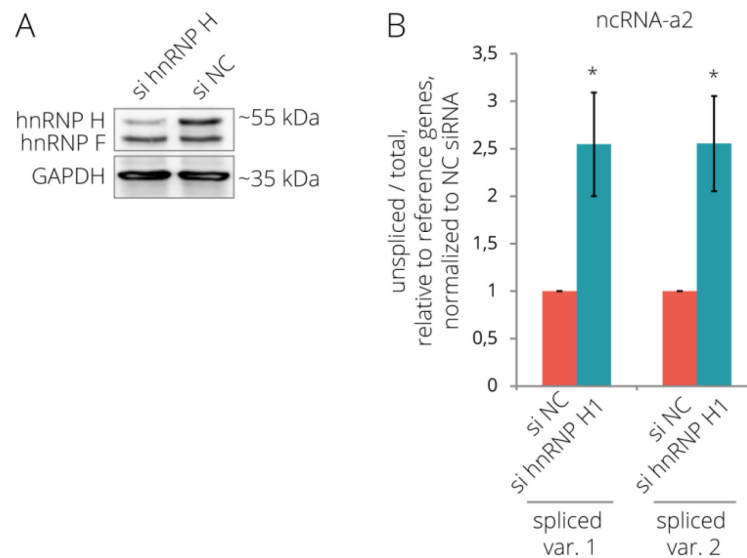 A
si hnRNP H
si NC
hnRNP H
hnRNP F
GAPDH
~55 kDa
~35 kDa
B
ncRNA-a2
unspliced / total,
relative to reference genes,
normalized to NC siRNA
3,5
3
2,5
2
1,5
1
0,5
0
*
*
si NC
si hnRNP H1
si NC
si hnRNP H1
spliced
var. 1
spliced
var. 2